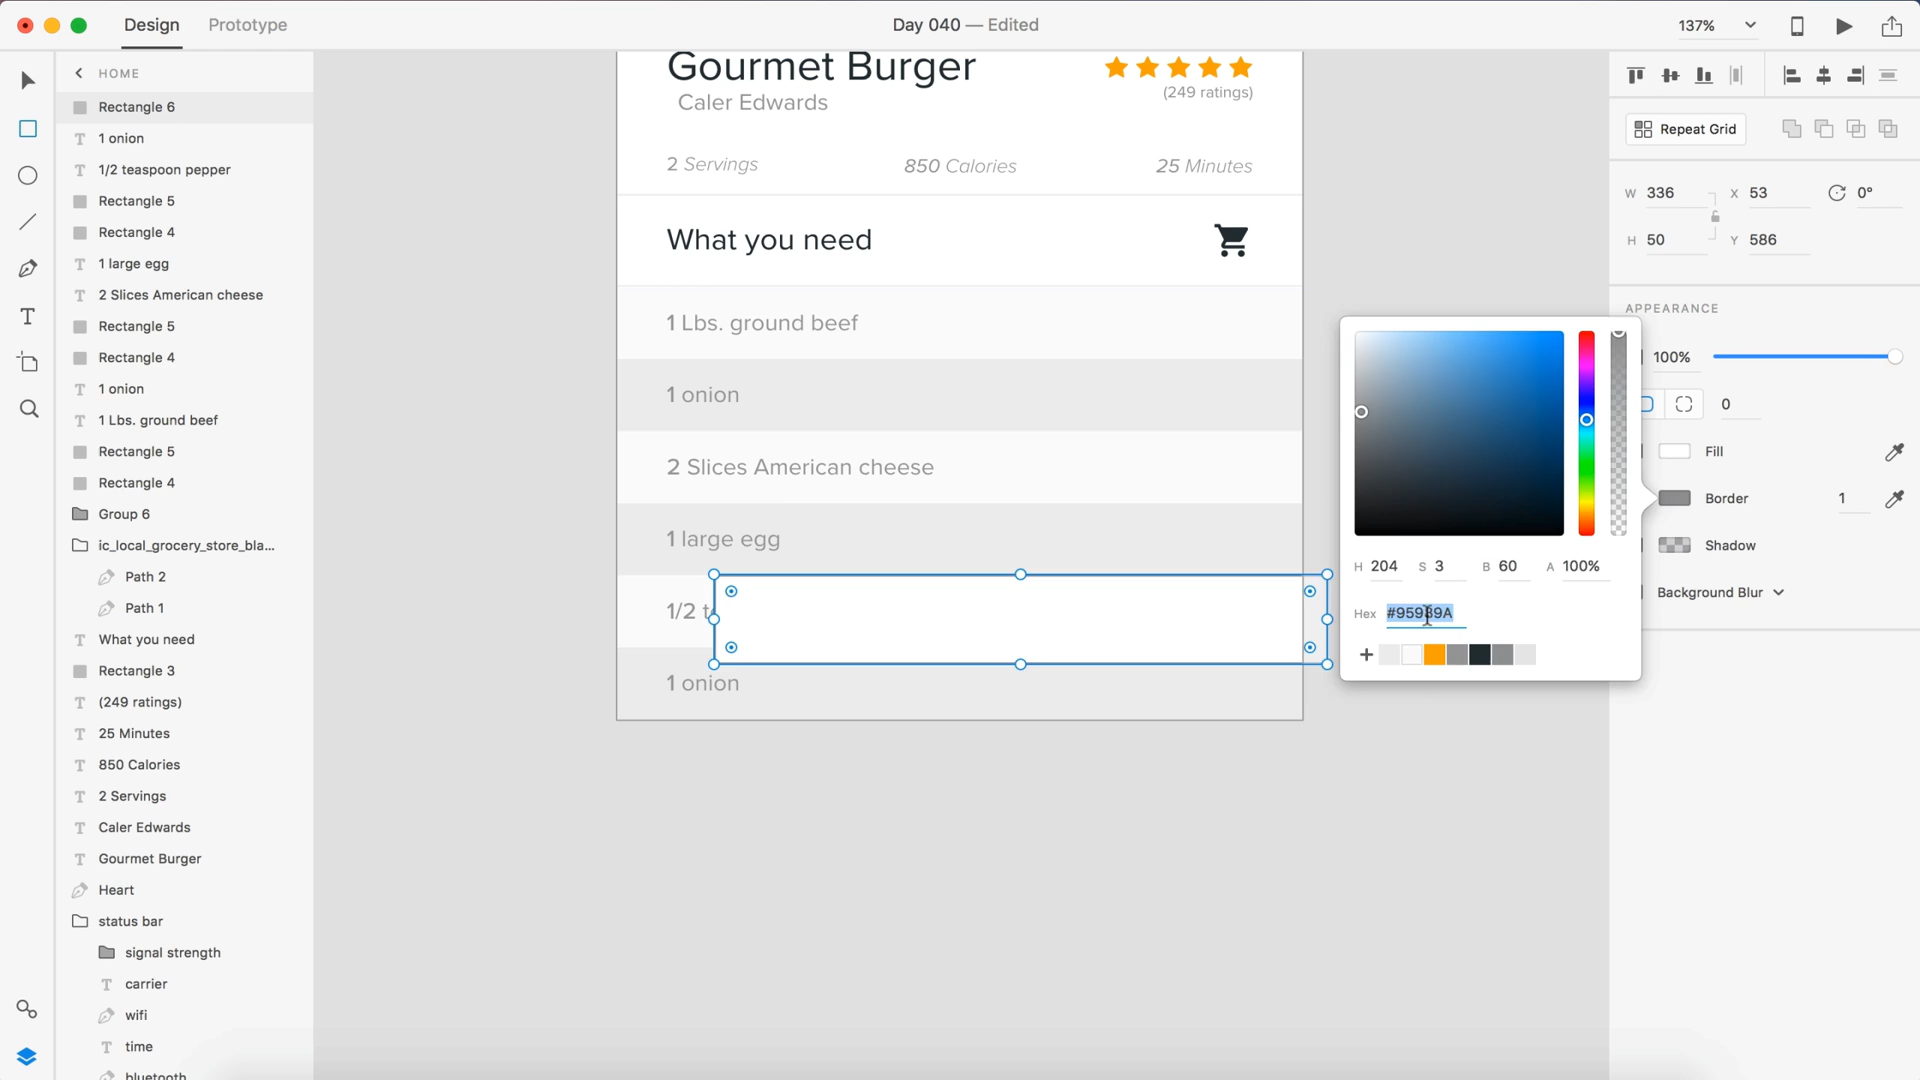 Design
Prototype
Day 040 — Edited
137%
HOME
Rectangle 6
1 onion
1/2 teaspoon pepper
Rectangle 5
Rectangle 4
1 large egg
2 Slices American cheese
Rectangle 5
Rectangle 4
1 onion
1 Lbs. ground beef
Rectangle 5
Rectangle 4
Group 6
ic_local_grocery_store_bla...
Path 2
Path 1
What you need
Rectangle 3
(249 ratings)
25 Minutes
850 Calories
2 Servings
Caler Edwards
Gourmet Burger
Heart
status bar
signal strength
carrier
wifi
time
bluetooth
Gourmet Burger
Caler Edwards
(249 ratings)
2 Servings
850 Calories
25 Minutes
What you need
1 Lbs. ground beef
1 onion
2 Slices American cheese
1 large egg
1/2 t
1 onion
H 204 S 3 B 60 A 100%
Hex
Repeat Grid
W 336 X 53 0°
H 50 Y 586
APPEARANCE
100%
0
Fill
Border 1
Shadow
Background Blur